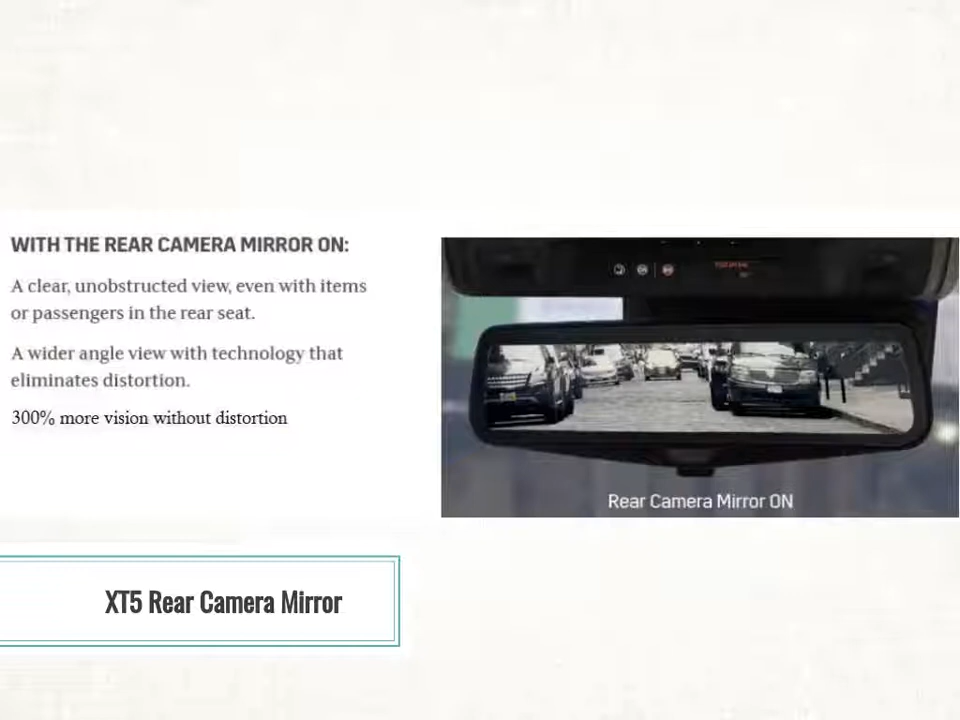 WITH THE REAR CAMERA MIRROR ON:
A clear, unobstructed view, even with items
or passengers in the rear seat.
A wider angle view with technology that
eliminates distortion.
300% more vision without distortion
Rear Camera Mirror ON
XT5 Rear Camera Mirror